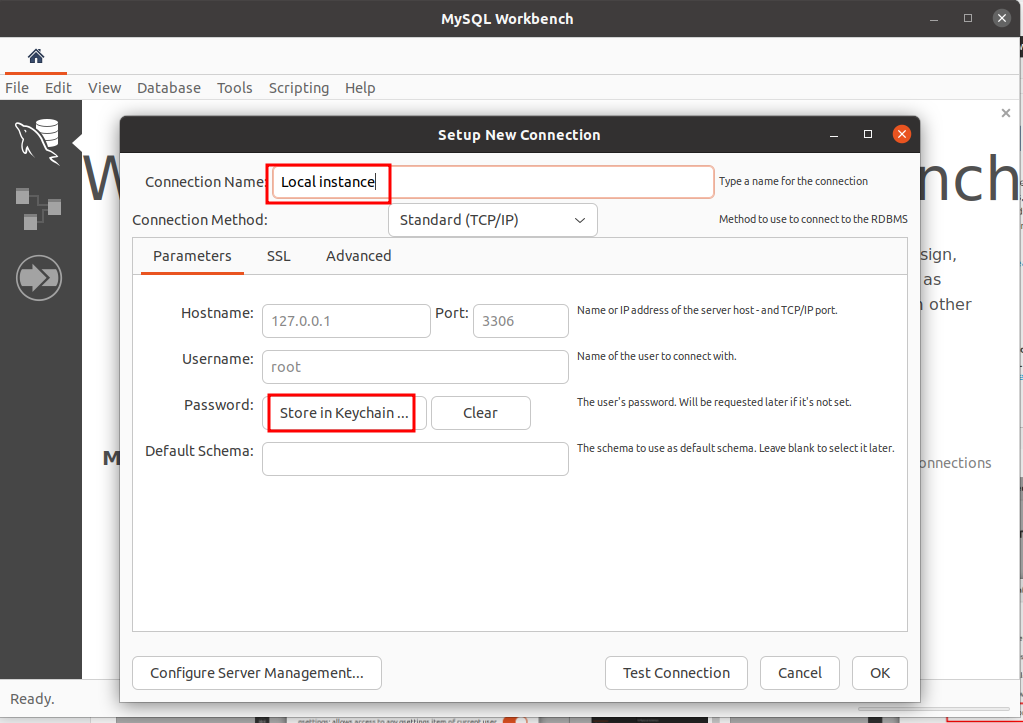 MySQL Workbench
File Edit View Database Tools Scripting Help
Setup New Connection
W
nch
Connection Name: Local instance Type a name for the connection
Connection Method: Standard (TCP/IP) Method to use to connect to the RDBMS
Parameters SSL Advanced
sign,
as
other
Hostname: 127.0.0.1 Port: 3306 Name or IP address of the server host - and TCP/IP port.
Username: root Name of the user to connect with.
Password: Store in Keychain ... Clear The user's password. Will be requested later if it's not set.
Default Schema: The schema to use as default schema. Leave blank to select it later.
M
onnections
Configure Server Management... Test Connection Cancel OK
Ready.